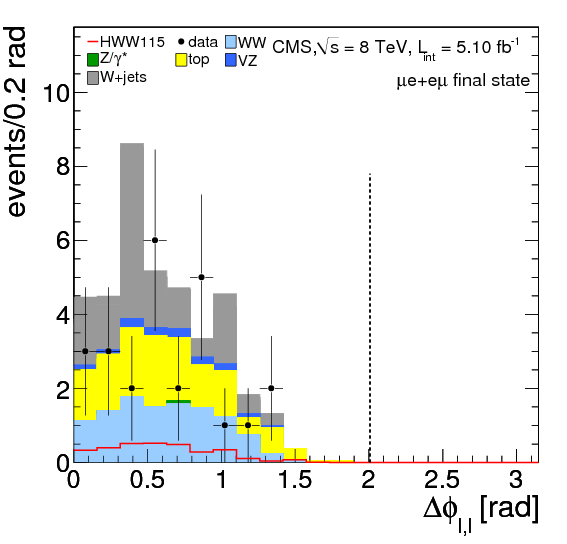 HWW115 data WW CMS,√s = 8 TeV, L_int = 5.10 fb⁻¹
Z/γ* top VZ
W+jets μe+eμ final state
events/0.2 rad
10
8
6
4
2
0
0 0.5 1 1.5 2 2.5 3
Δϕ_l,l [rad]